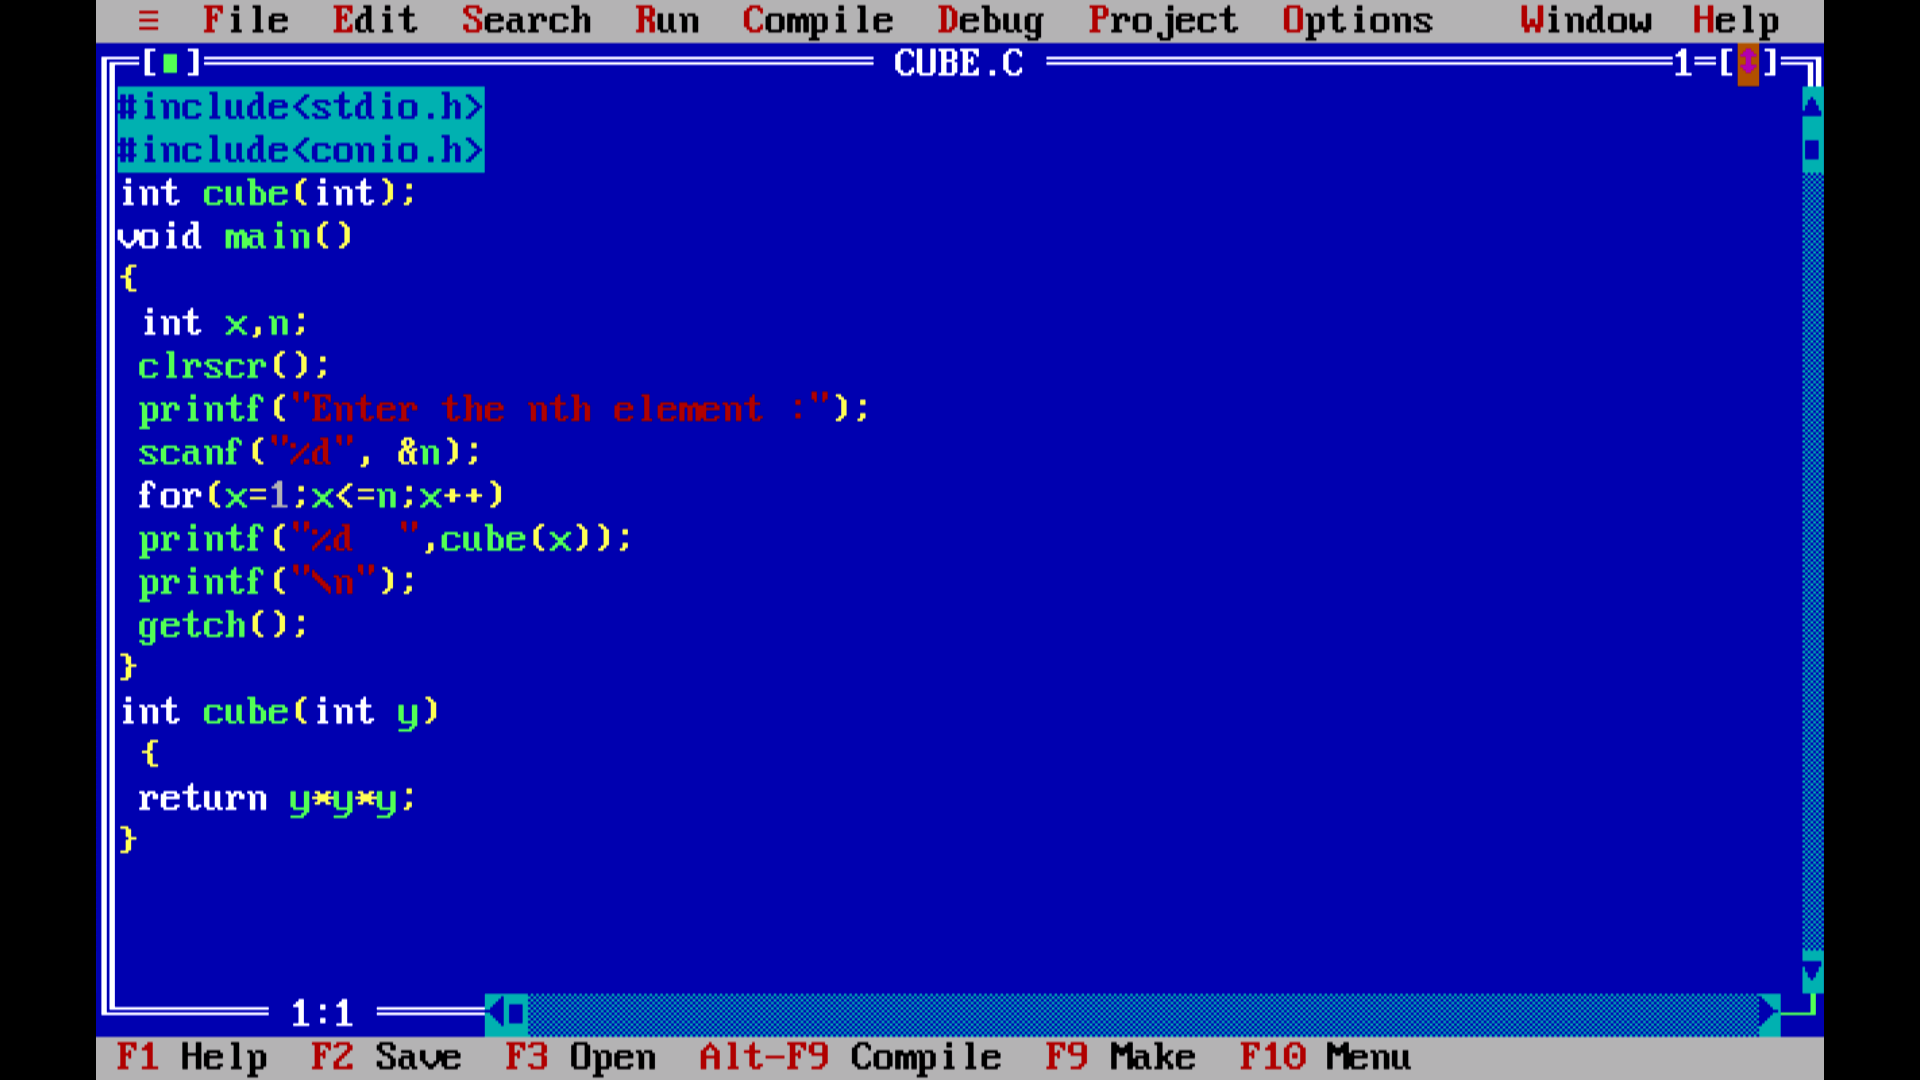 ≡ File Edit Search Run Compile Debug Project Options Window Help
[■] CUBE.C 1=[↕]
#include<stdio.h>
#include<conio.h>
int cube(int);
void main()
{
 int x,n;
 clrscr();
 printf("Enter the nth element :");
 scanf("%d", &n);
 for(x=1;x<=n;x++)
 printf("%d  ",cube(x));
 printf("\n");
 getch();
}
int cube(int y)
 {
 return y*y*y;
}
1:1
F1 Help F2 Save F3 Open Alt-F9 Compile F9 Make F10 Menu